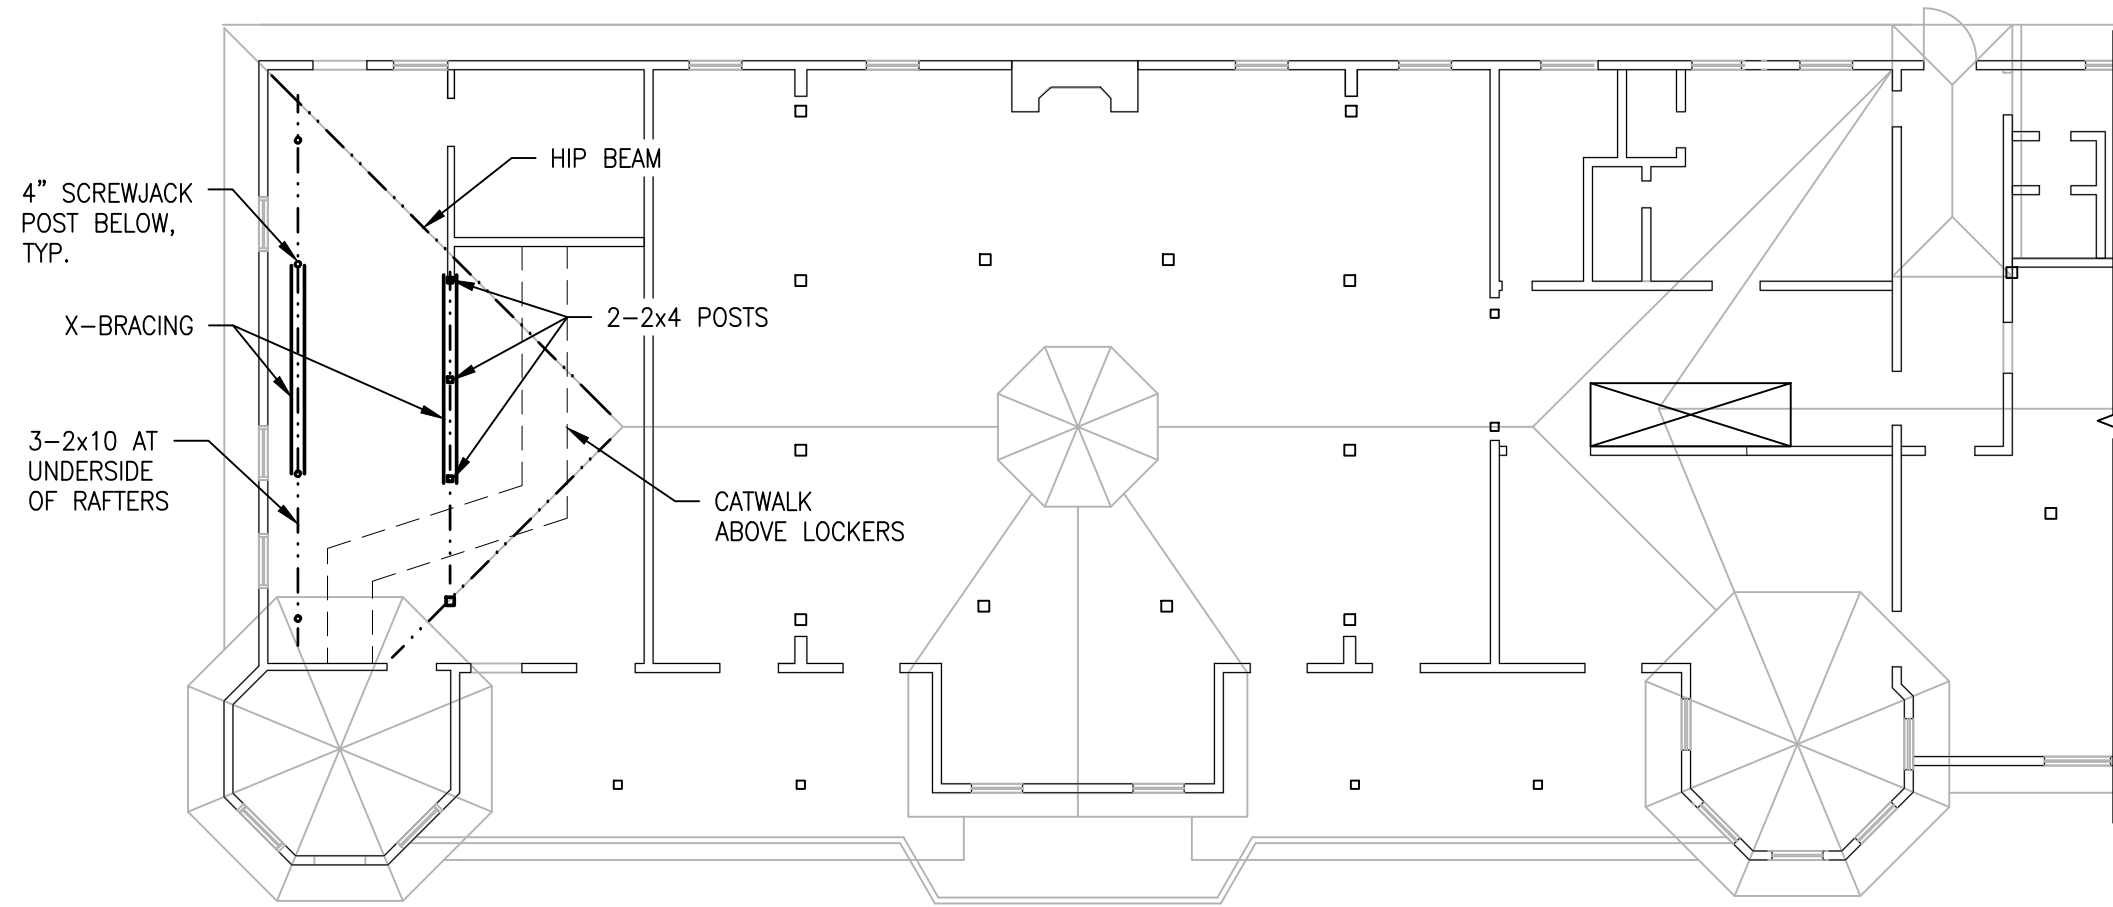 HIP BEAM
4” SCREWJACK
POST BELOW,
TYP.
X-BRACING
2-2x4 POSTS
3-2x10 AT
UNDERSIDE
OF RAFTERS
CATWALK
ABOVE LOCKERS